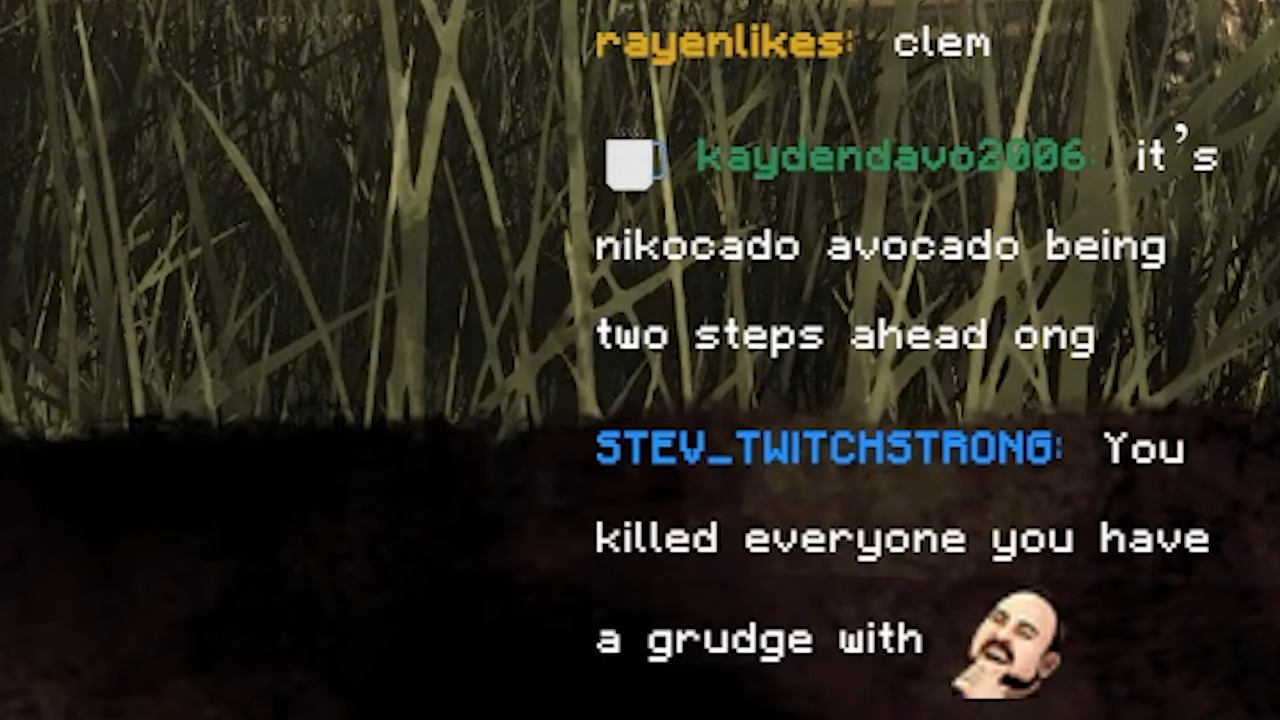 rayenlikes: clem
kaydendavo2006: it's
nikocado avocado being
two steps ahead ong
STEV_TWITCHSTRONG: You
killed everyone you have
a grudge with